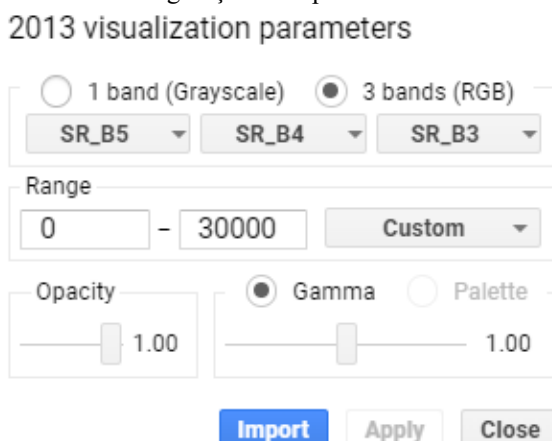 2013 visualization parameters
1 band (Grayscale) 3 bands (RGB)
SR_B5 SR_B4 SR_B3
Range
0 – 30000 Custom
Opacity Gamma Palette
1.00 1.00
Import Apply Close